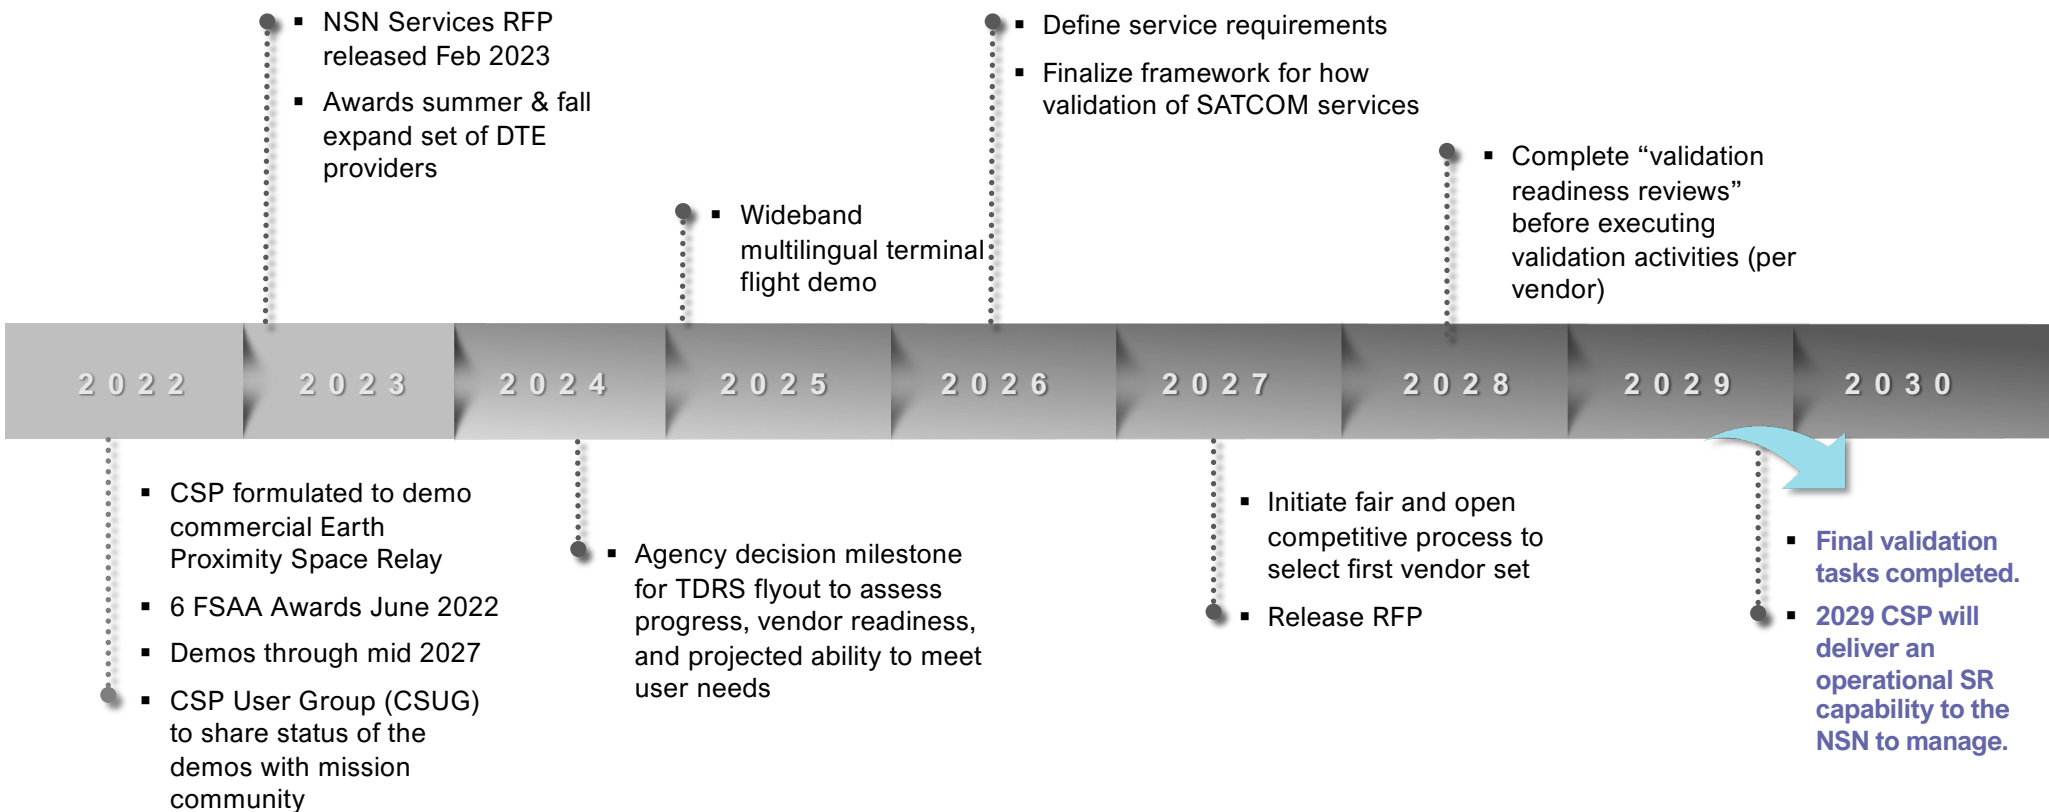 ▪ NSN Services RFP
released Feb 2023
▪ Awards summer & fall
expand set of DTE
providers
▪ Wideband
multilingual terminal
flight demo
▪ Define service requirements
▪ Finalize framework for how
validation of SATCOM services
▪ Complete “validation
readiness reviews”
before executing
validation activities (per
vendor)
2022
2023
2024
2025
2026
2027
2028
2029
2030
▪ CSP formulated to demo
commercial Earth
Proximity Space Relay
▪ 6 FSAA Awards June 2022
▪ Demos through mid 2027
▪ CSP User Group (CSUG)
to share status of the
demos with mission
community
▪ Agency decision milestone
for TDRS flyout to assess
progress, vendor readiness,
and projected ability to meet
user needs
▪ Initiate fair and open
competitive process to
select first vendor set
▪ Release RFP
▪ Final validation
tasks completed.
▪ 2029 CSP will
deliver an
operational SR
capability to the
NSN to manage.